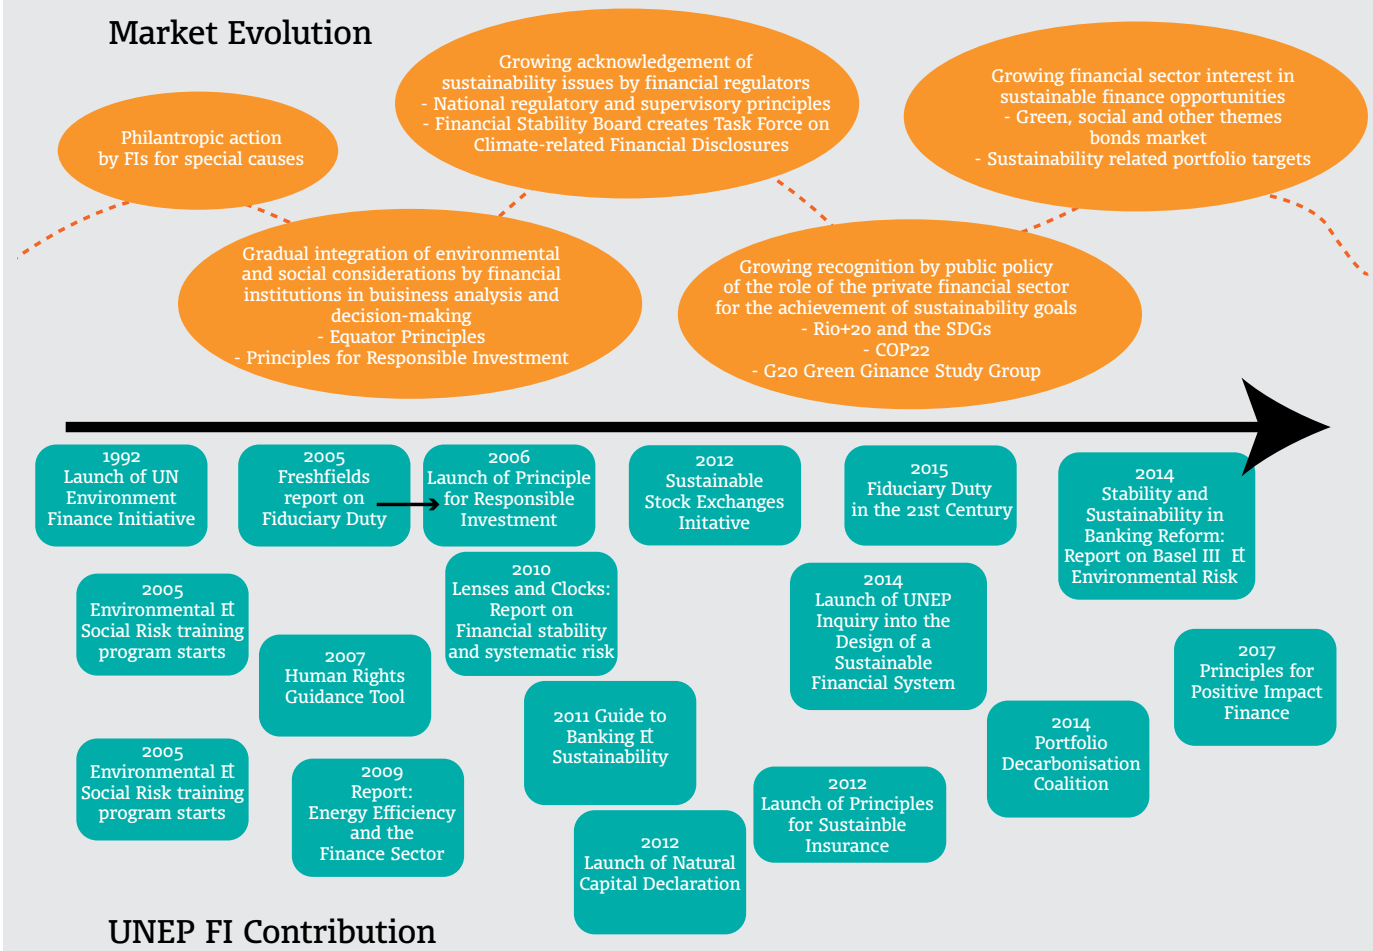 Market Evolution
Philantropic action
by FIs for special causes
Growing acknowledgement of
sustainability issues by financial regulators
- National regulatory and supervisory principles
- Financial Stability Board creates Task Force on
Climate-related Financial Disclosures
Growing financial sector interest in
sustainable finance opportunities
- Green, social and other themes
bonds market
- Sustainability related portfolio targets
Gradual integration of environmental
and social considerations by financial
institutions in buisiness analysis and
decision-making
- Equator Principles
- Principles for Responsible Investment
Growing recognition by public policy
of the role of the private financial sector
for the achievement of sustainability goals
- Rio+20 and the SDGs
- COP22
- G20 Green Ginance Study Group
1992
Launch of UN
Environment
Finance Initiative
2005
Freshfields
report on
Fiduciary Duty
2006
Launch of Principle
for Responsible
Investment
2012
Sustainable
Stock Exchanges
Initative
2015
Fiduciary Duty
in the 21st Century
2014
Stability and
Sustainability in
Banking Reform:
Report on Basel III &
Environmental Risk
2005
Environmental &
Social Risk training
program starts
2010
Lenses and Clocks:
Report on
Financial stability
and systematic risk
2014
Launch of UNEP
Inquiry into the
Design of a
Sustainable
Financial System
2007
Human Rights
Guidance Tool
2017
Principles for
Positive Impact
Finance
2011 Guide to
Banking &
Sustainability
2014
Portfolio
Decarbonisation
Coalition
2005
Environmental &
Social Risk training
program starts
2009
Report:
Energy Efficiency
and the
Finance Sector
2012
Launch of Principles
for Sustainble
Insurance
2012
Launch of Natural
Capital Declaration
UNEP FI Contribution